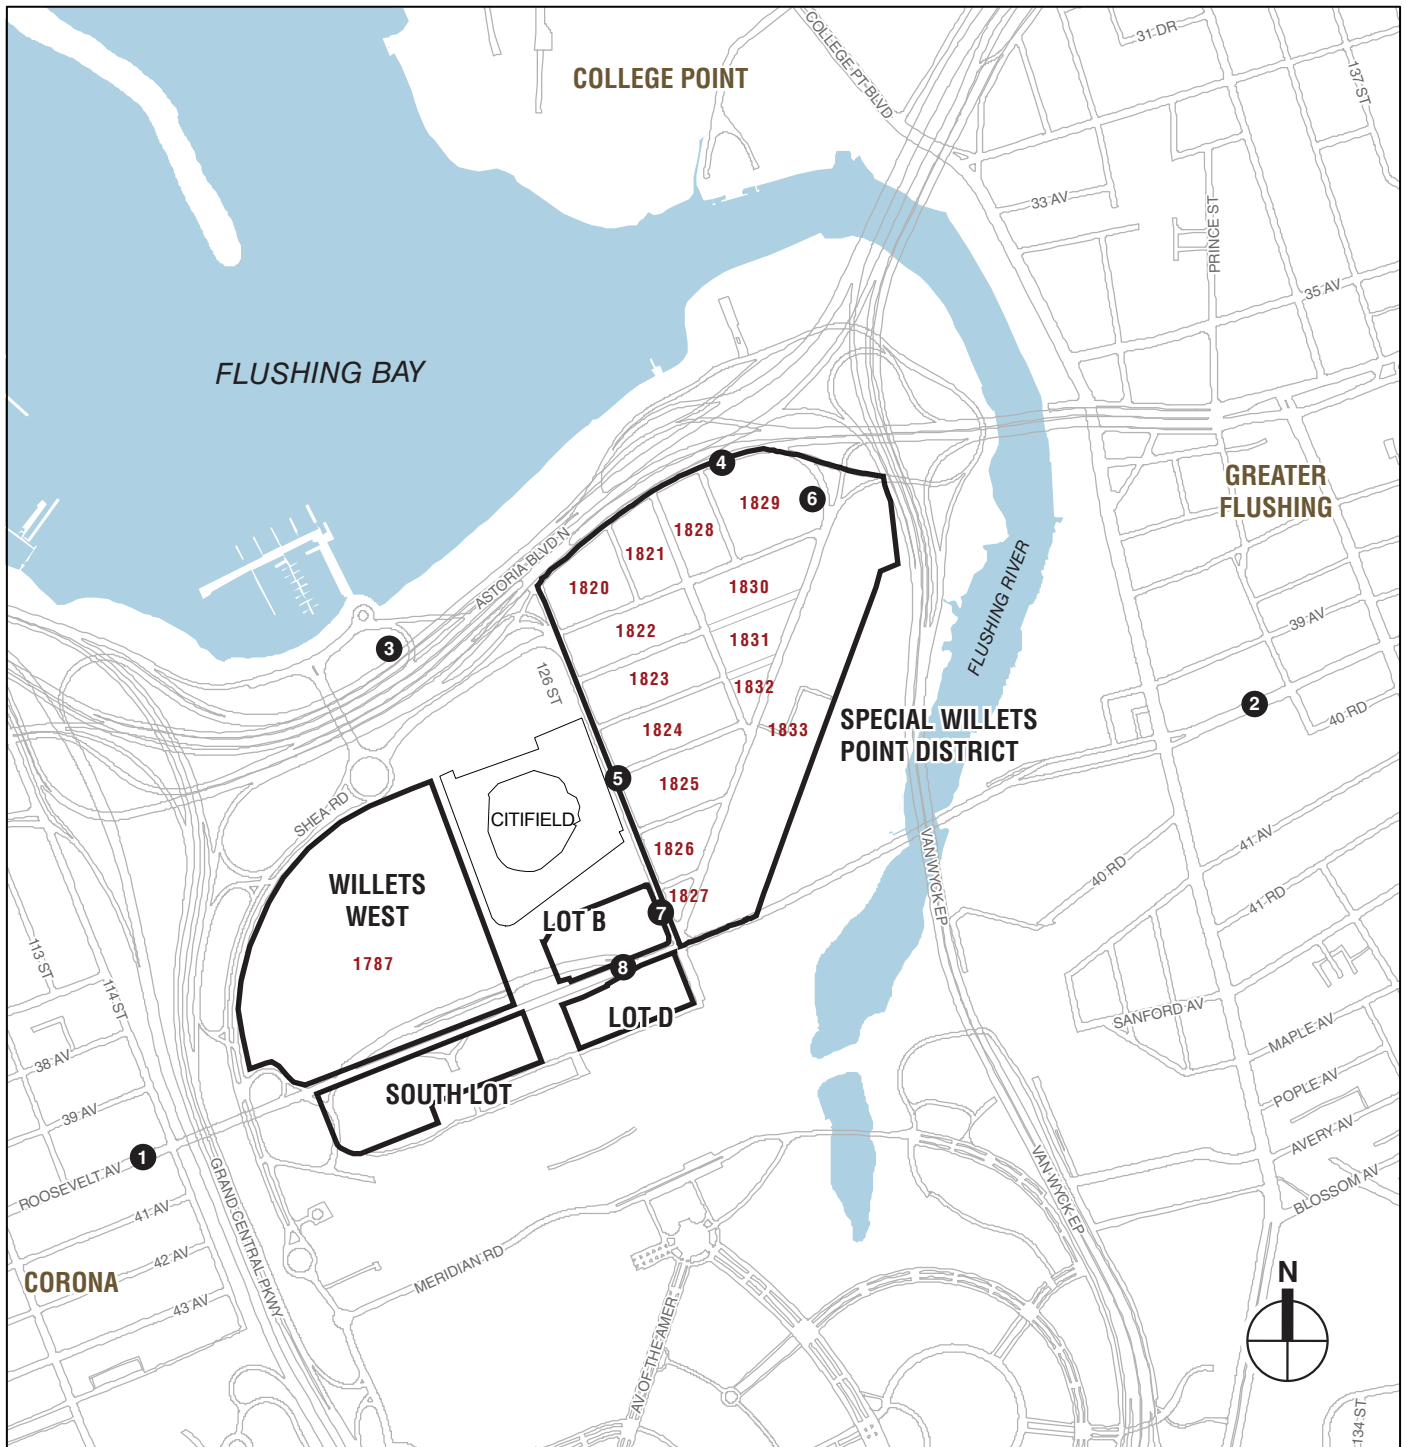 COLLEGE POINT
COLLEGE PT BLVD
31 DR
137 ST
33 AV
PRINCE ST
35 AV
FLUSHING BAY
4
GREATER
FLUSHING
6
1829
1828
1821
1820
ASTORIA BLVD N
1830
1822
1831
FLUSHING RIVER
39 AV
3
126 ST
1823
1832
2
40 RD
1824
1833
SPECIAL WILLETS
POINT DISTRICT
5
1825
SHEA RD
CITIFIELD
1826
VAN WYCK EP
41 AV
40 RD
41 RD
WILLETS
WEST
1827
7
LOT B
1787
8
113 ST
114 ST
LOT D
SANFORD AV
MAPLE AV
38 AV
SOUTH LOT
POPLE AV
39 AV
AVERY AV
1
ROOSEVELT AV
GRAND CENTRAL PKWY
VAN WYCK EP
BLOSSOM AV
41 AV
42 AV
MERIDIAN RD
CORONA
43 AV
N
AV OF THE AMER
134 ST